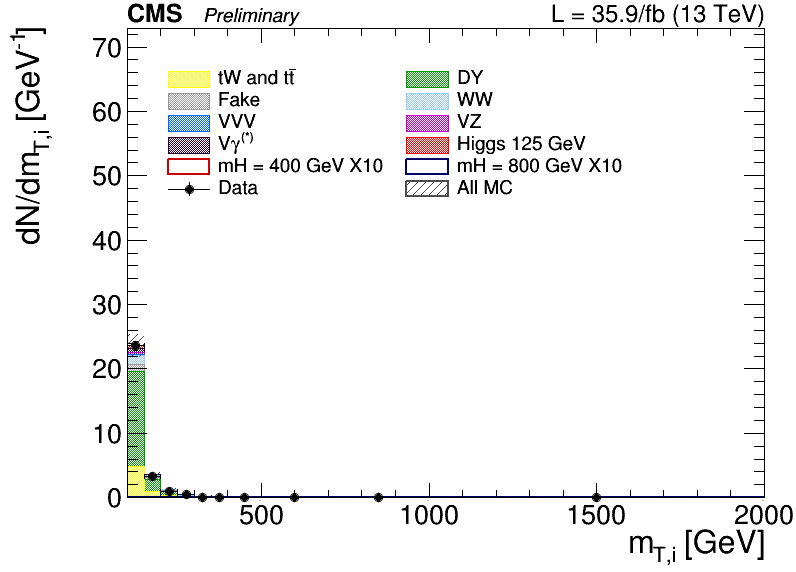 CMS Preliminary L = 35.9/fb (13 TeV)
dN/dm_T,i [GeV^-1]
70
60
50
40
30
20
10
0
tW and tt̄
DY
Fake
WW
VVV
VZ
Vγ^(*)
Higgs 125 GeV
mH = 400 GeV X10
mH = 800 GeV X10
Data
All MC
500
1000
1500
2000
m_T,i [GeV]